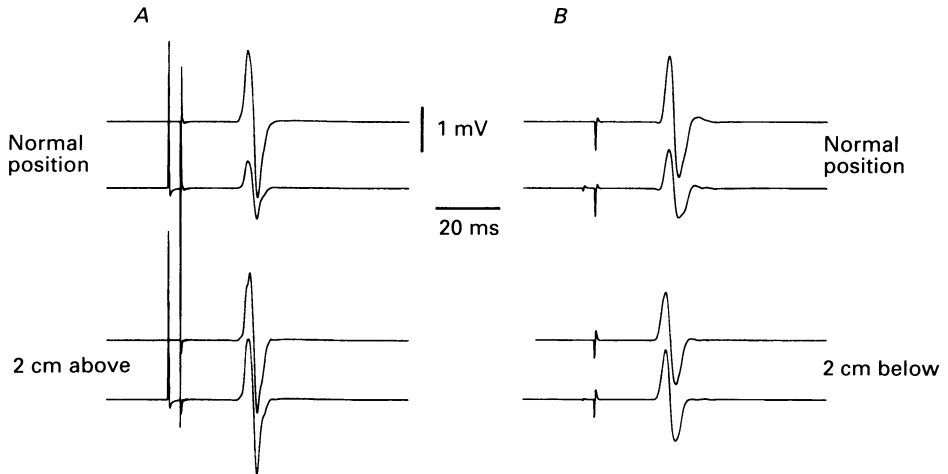 A
B
1 mV
Normal
position
Normal
position
20 ms
2 cm above
2 cm below